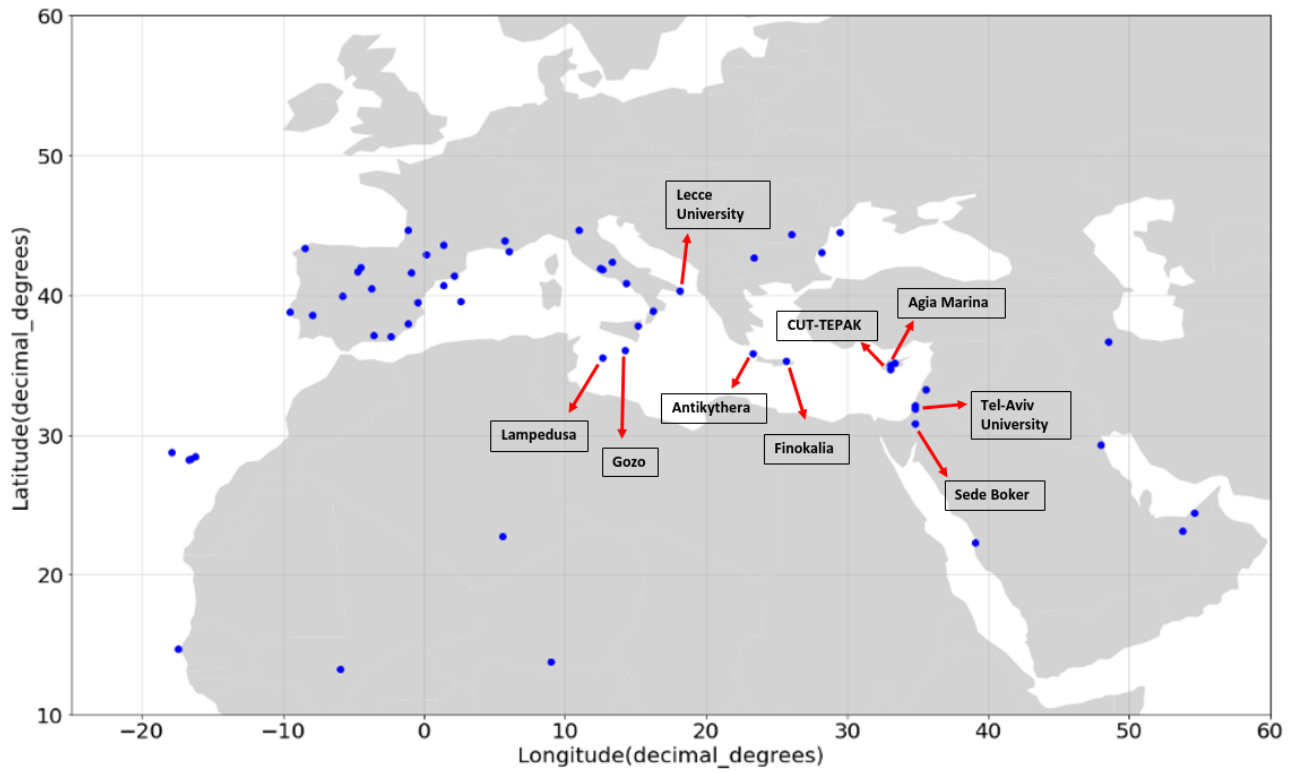 60
50
40
30
20
10
Latitude(decimal_degrees)
Lecce
University
Agia Marina
CUT-TEPAK
Tel-Aviv
University
Antikythera
Lampedusa
Finokalia
Gozo
Sede Boker
−20
−10
0
10
20
30
40
50
60
Longitude(decimal_degrees)